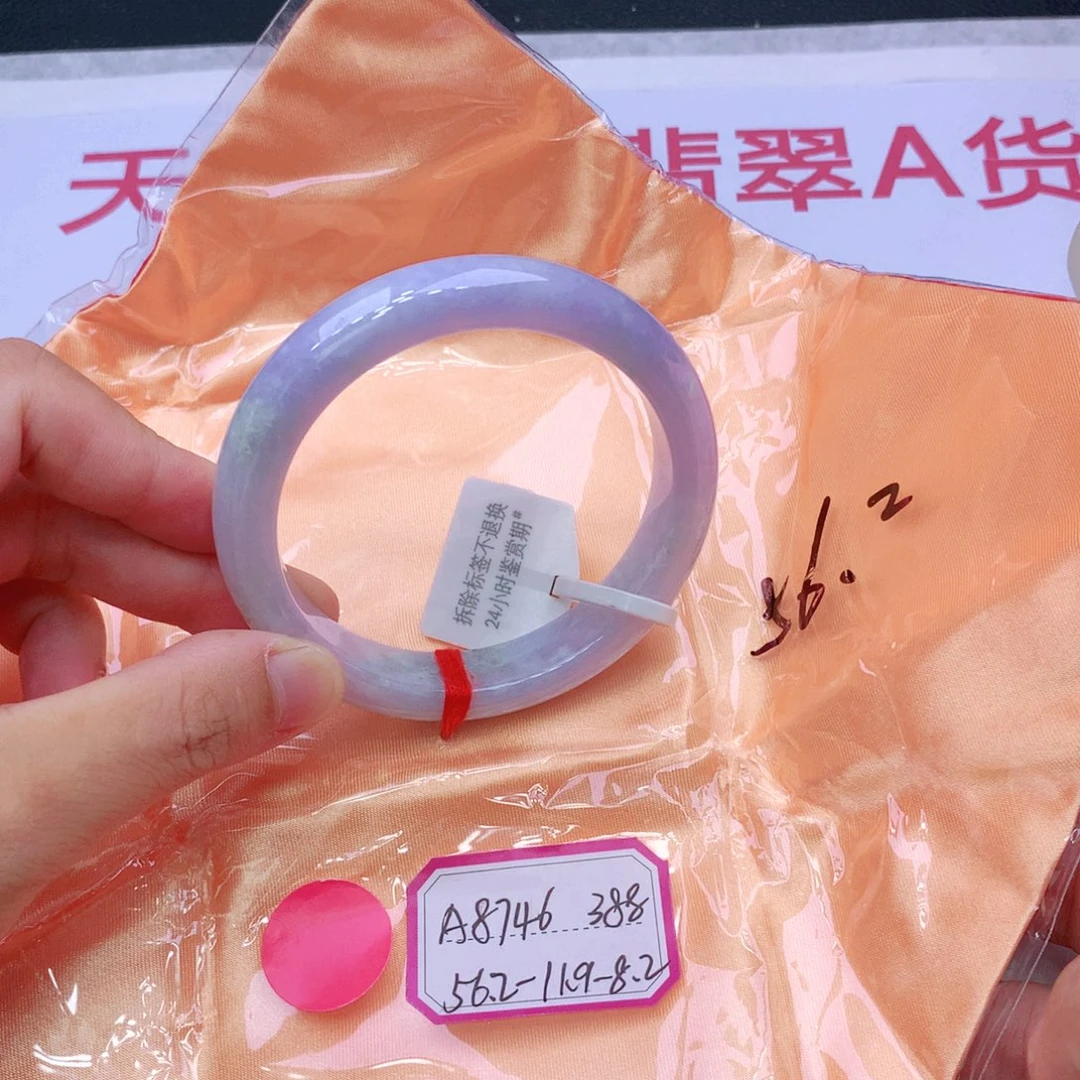 天 翡翠A货
拆除标签不退换
24小时鉴赏期#
56.2
A8746 388
56.2-11.9-8.2